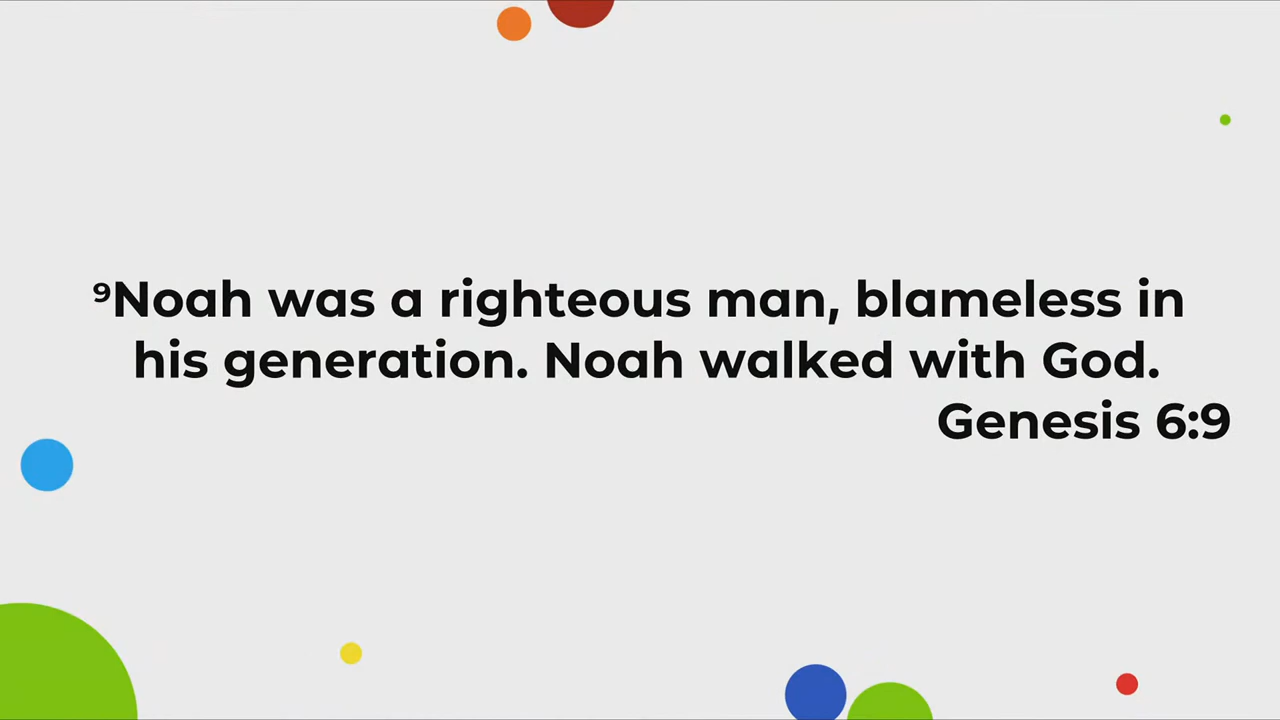 ⁹Noah was a righteous man, blameless in
his generation. Noah walked with God.
Genesis 6:9